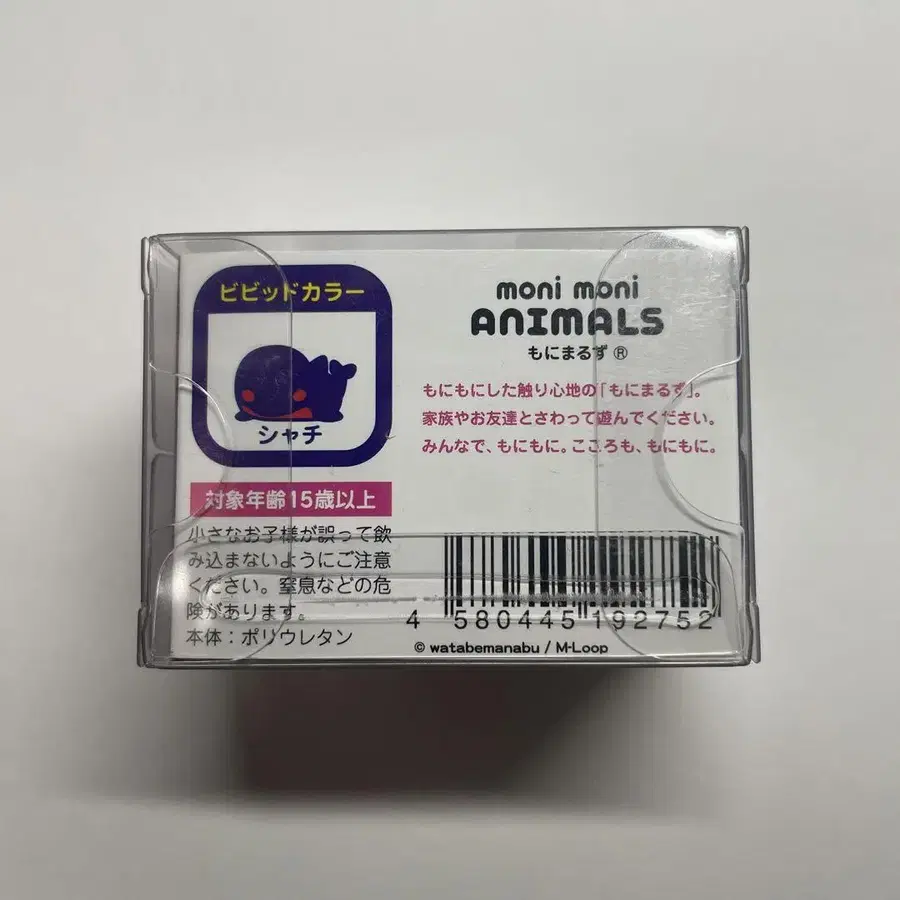 ビビッドカラー
シャチ
対象年齢15歳以上
小さなお子様が誤って飲
み込まないようにご注意
ください。窒息などの危
険があります。
本体：ポリウレタン
moni moni
ANIMALS
もにまるず ®
もにもにした触り心地の「もにまるず」。
家族やお友達とさわって遊んでください。
みんなで、もにもに。こころも、もにもに。
4 580445 192752
© watabemanabu / M-Loop